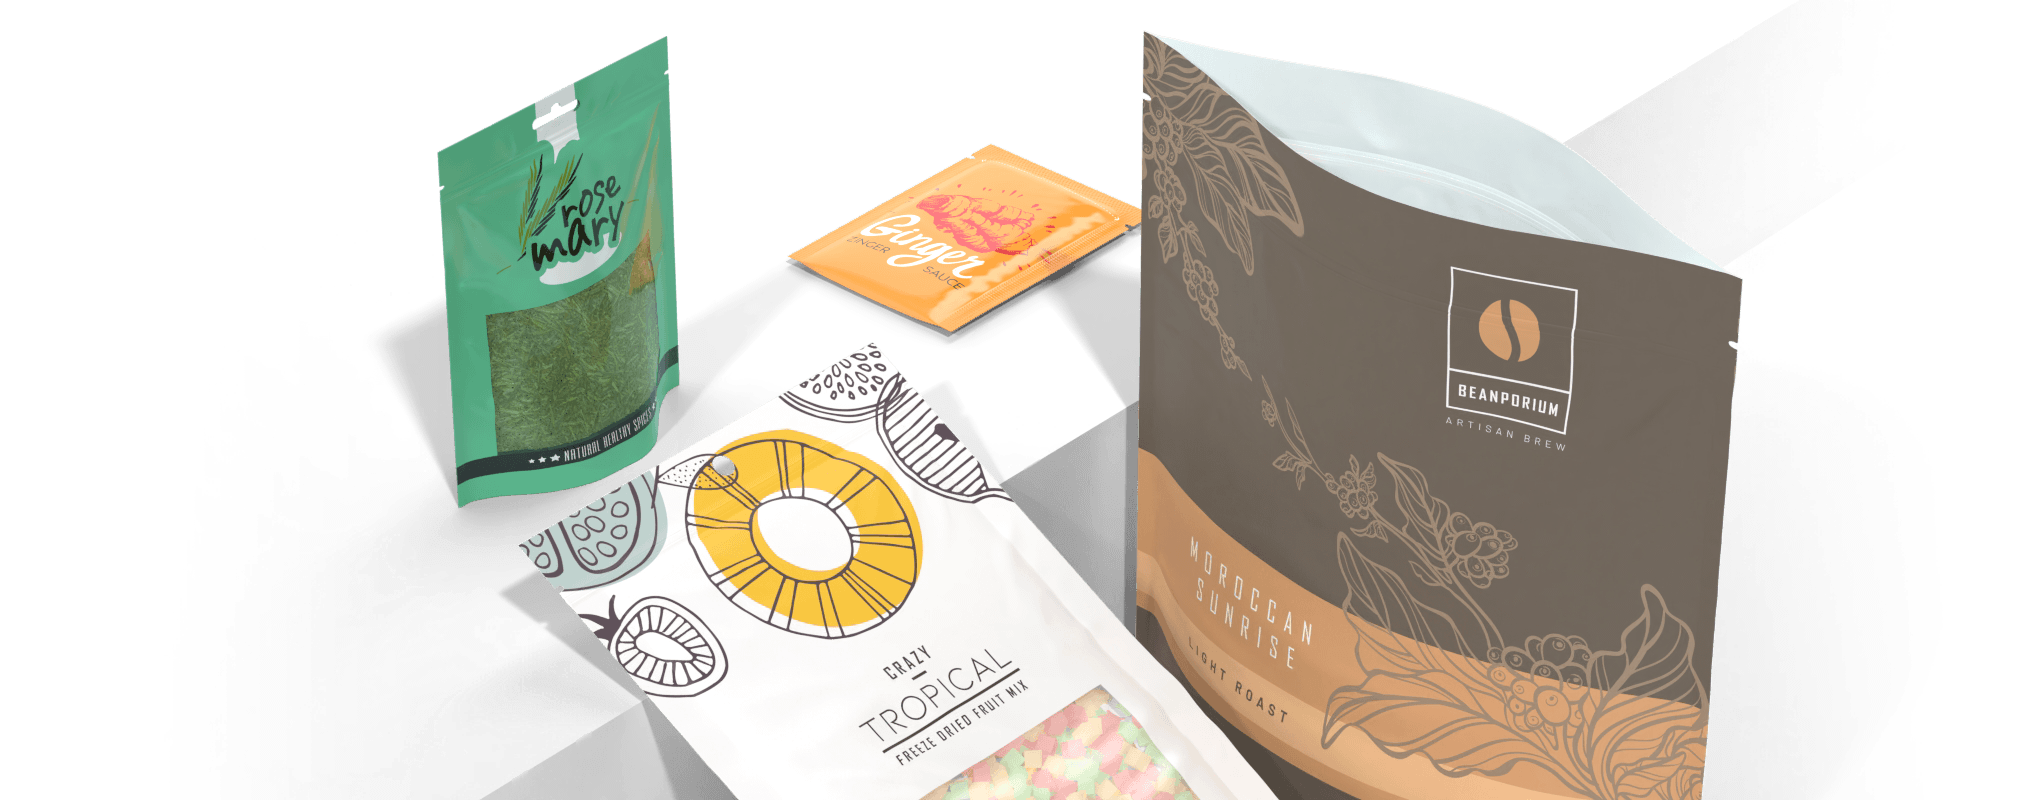 rose
mary
★★★ NATURAL HEALTHY SPICES
Ginger
GINGER
SAUCE
CRAZY
TROPICAL
FREEZE DRIED FRUIT MIX
BEANPORIUM
ARTISAN BREW
MOROCCAN
SUNRISE
LIGHT ROAST